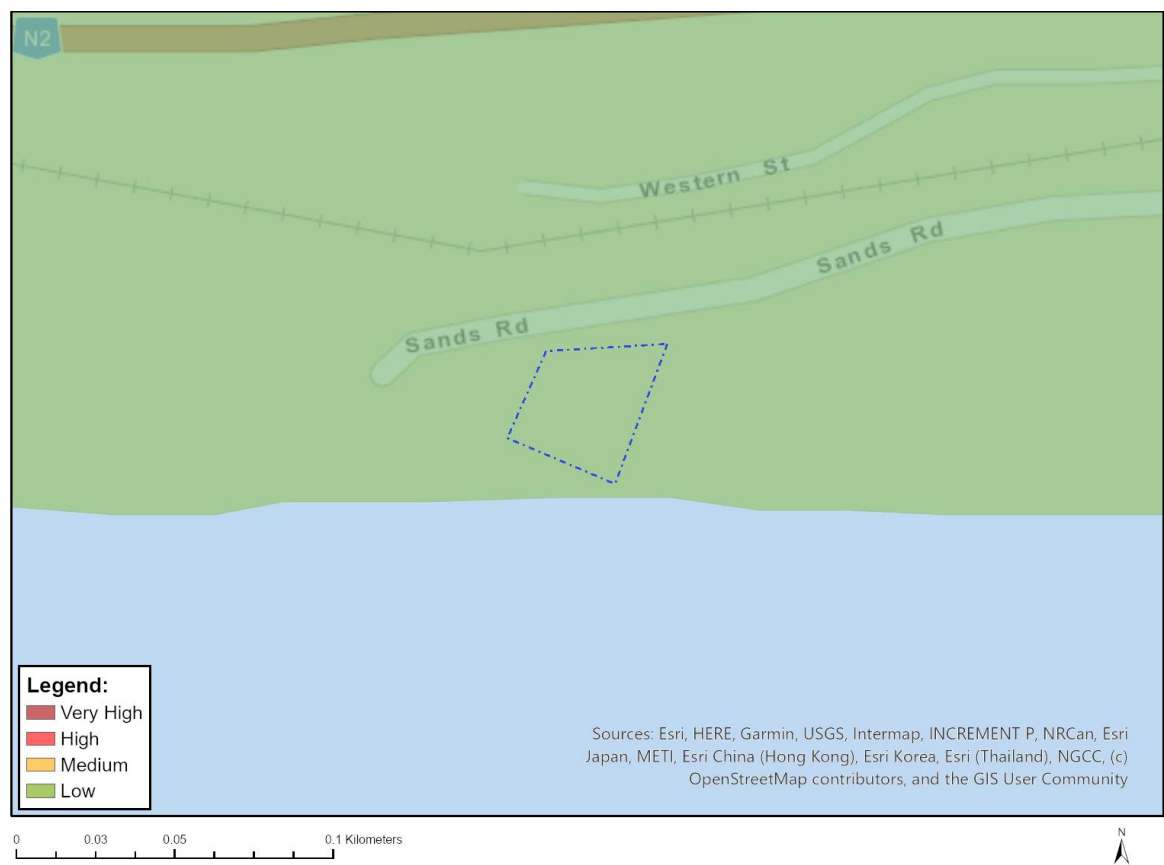 N2
Western St
Sands Rd
Sands Rd
Legend:
Very High
High
Medium
Low
Sources: Esri, HERE, Garmin, USGS, Intermap, INCREMENT P, NRCan, Esri
Japan, METI, Esri China (Hong Kong), Esri Korea, Esri (Thailand), NGCC, (c)
OpenStreetMap contributors, and the GIS User Community
0 0.03 0.05 0.1 Kilometers
N